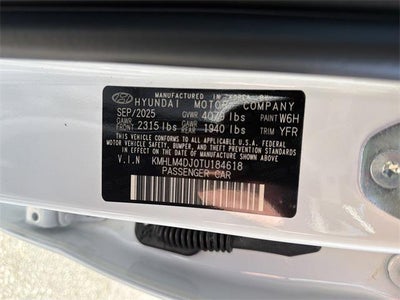 MANUFACTURED IN KOREA BY
HYUNDAI MOTOR COMPANY
SEP/2025 GVWR 4079 lbs PAINT W6H
GAWR FRONT 2315 lbs GAWR REAR 1940 lbs TRIM YFR
THIS VEHICLE CONFORMS TO ALL APPLICABLE U.S.A. FEDERAL
MOTOR VEHICLE SAFETY, BUMPER, AND THEFT PREVENTION
STANDARDS IN EFFECT ON THE DATE OF MANUFACTURE SHOWN ABOVE.
V.I.N KMHLM4DJ0TU184618
PASSENGER CAR